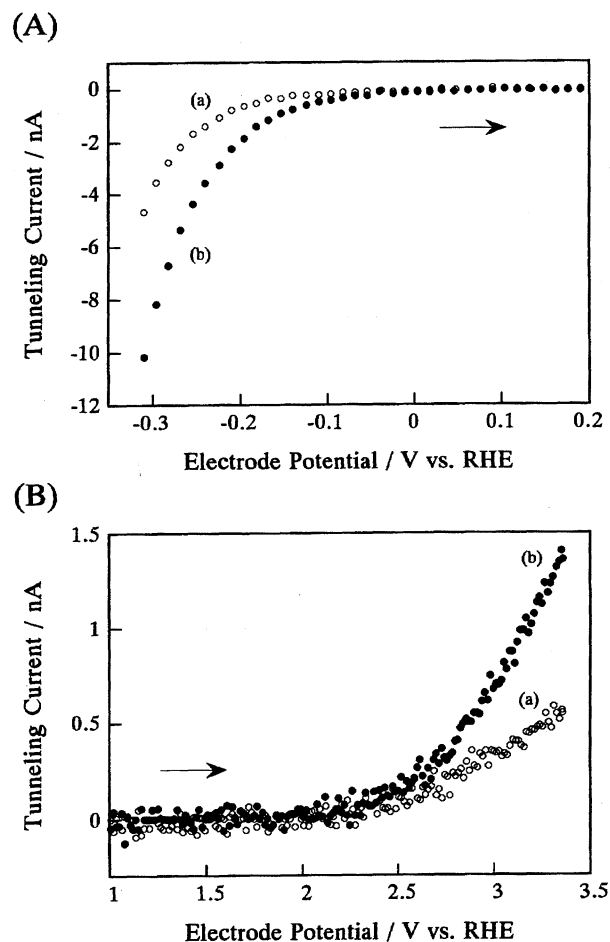 (A)
0
-2
-4
-6
-8
-10
-12
(a)
(b)
-0.3
-0.2
-0.1
0
0.1
0.2
Tunneling Current / nA
Electrode Potential / V vs. RHE
(B)
1.5
1
0.5
0
(b)
(a)
1
1.5
2
2.5
3
3.5
Tunneling Current / nA
Electrode Potential / V vs. RHE